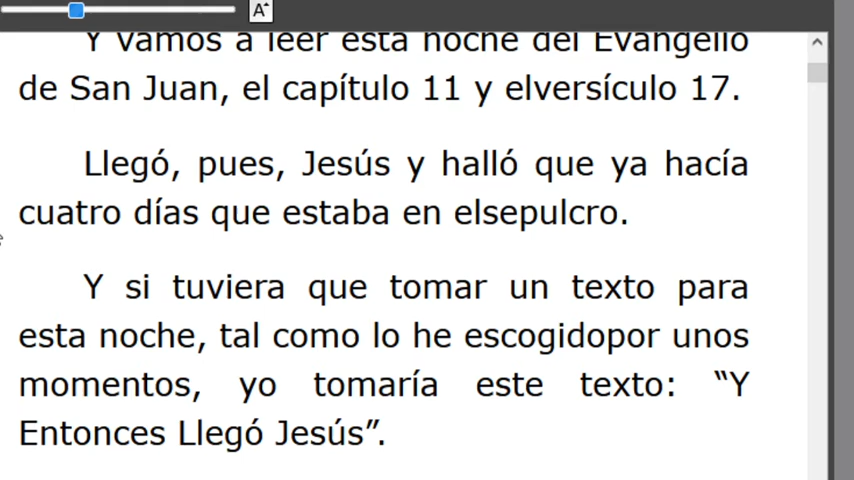 A
Y vamos a leer esta noche del Evangelio
de San Juan, el capítulo 11 y elversículo 17.
Llegó, pues, Jesús y halló que ya hacía
cuatro días que estaba en elsepulcro.
Y si tuviera que tomar un texto para
esta noche, tal como lo he escogidopor unos
momentos, yo tomaría este texto: “Y
Entonces Llegó Jesús”.